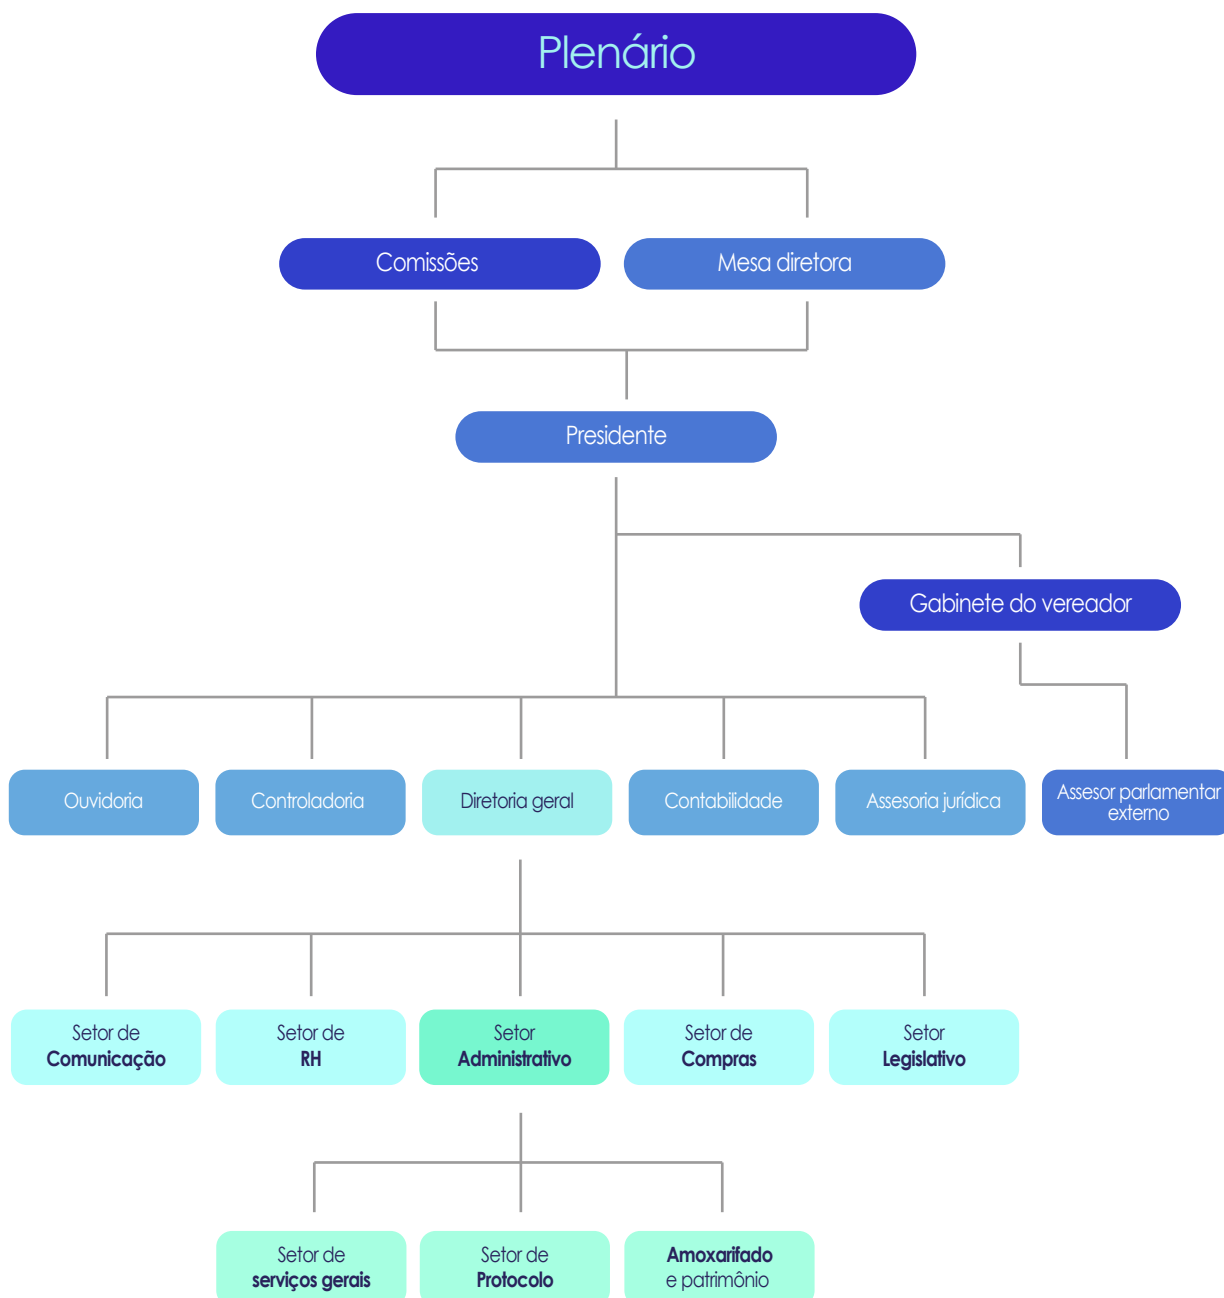 Plenário
Comissões
Mesa diretora
Presidente
Gabinete do vereador
Ouvidoria
Controladoria
Diretoria geral
Contabilidade
Assesoria jurídica
Assesor parlamentar
externo
Setor de
Comunicação
Setor de
RH
Setor
Administrativo
Setor de
Compras
Setor
Legislativo
Setor de
serviços gerais
Setor de
Protocolo
Amoxarifado
e patrimônio